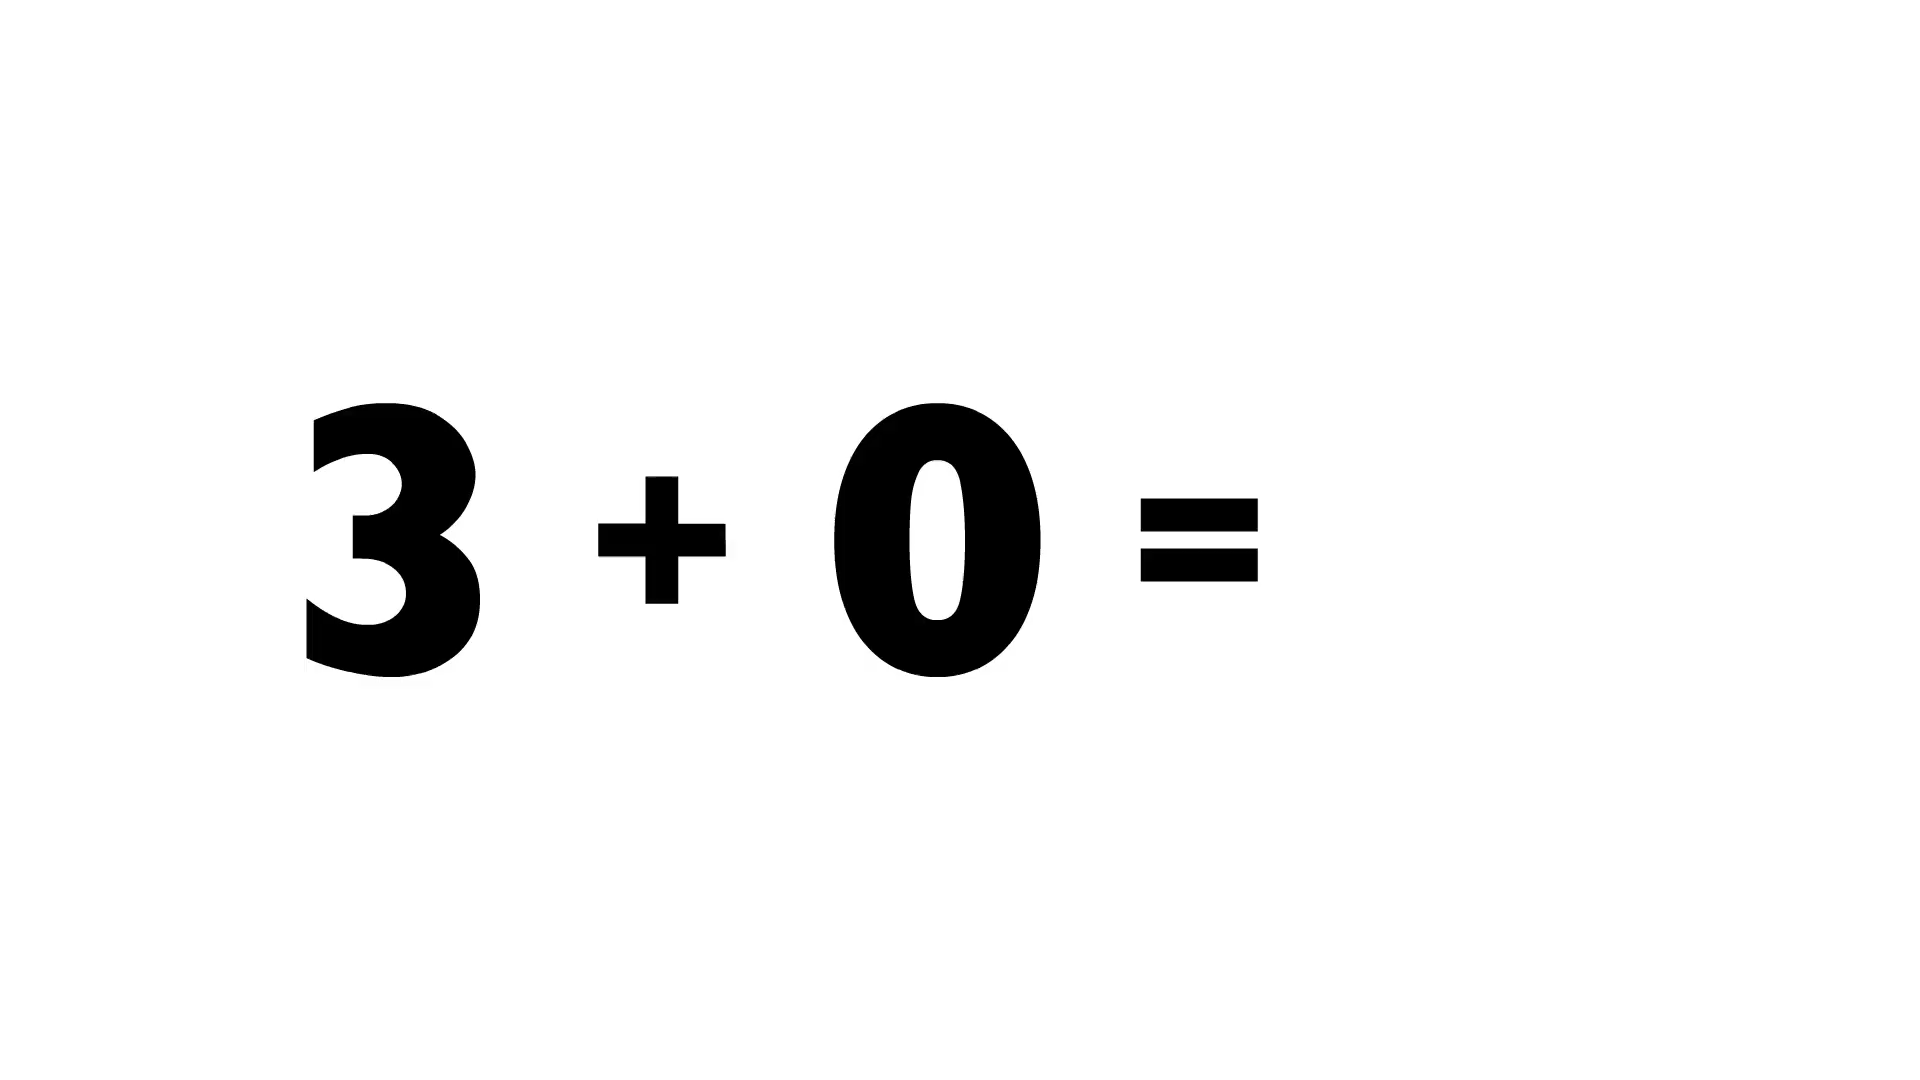 3 + 0 =